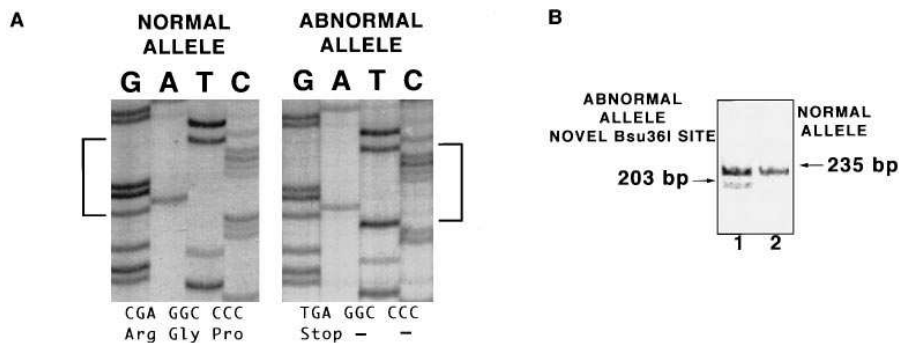 A
NORMAL
ALLELE
G A T C
CGA GGC CCC
Arg Gly Pro
ABNORMAL
ALLELE
G A T C
TGA GGC CCC
Stop – –
B
ABNORMAL
ALLELE
NOVEL Bsu36I SITE
203 bp
NORMAL
ALLELE
235 bp
1 2